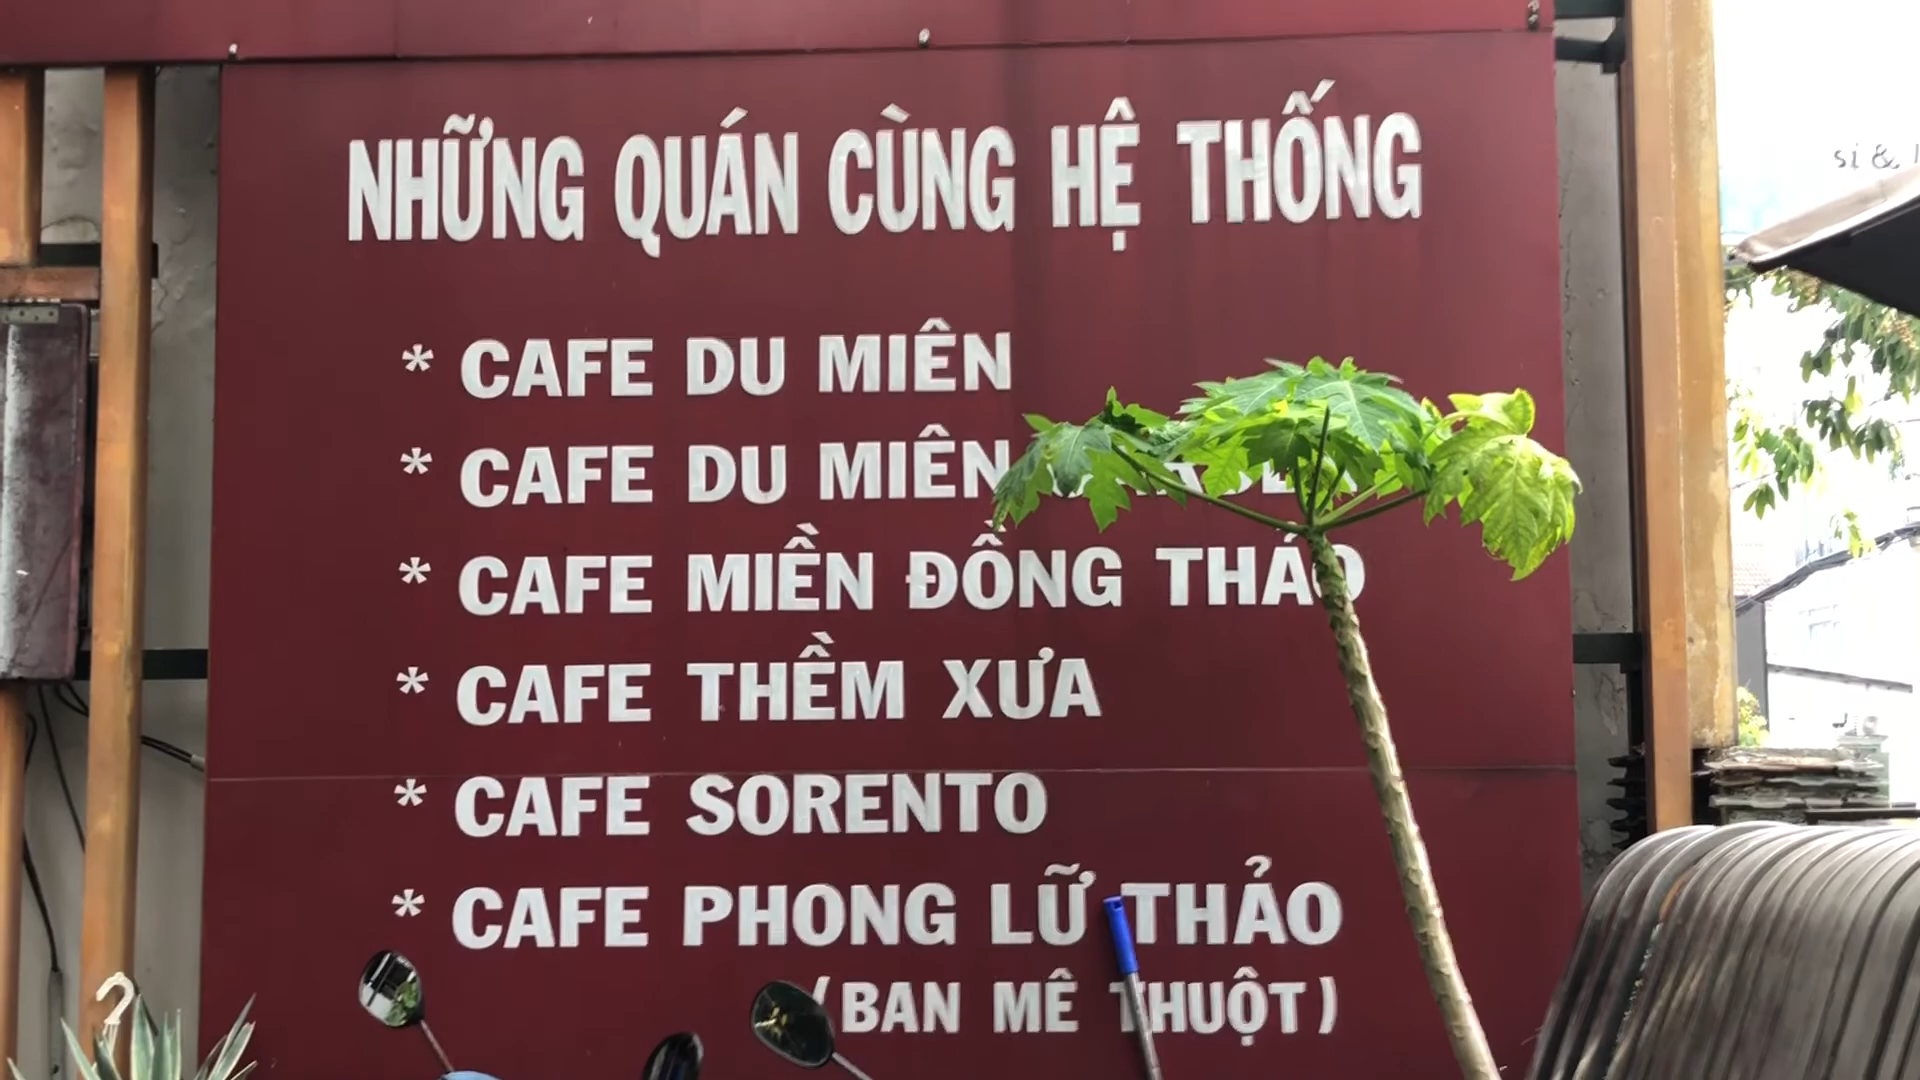 NHỮNG QUÁN CÙNG HỆ THỐNG
* CAFE DU MIÊN
* CAFE DU MIÊN
* CAFE MIỀN ĐỒNG THẢO
* CAFE THỀM XƯA
* CAFE SORENTO
* CAFE PHONG LỮ THẢO
(BAN MÊ THUỘT)
si &